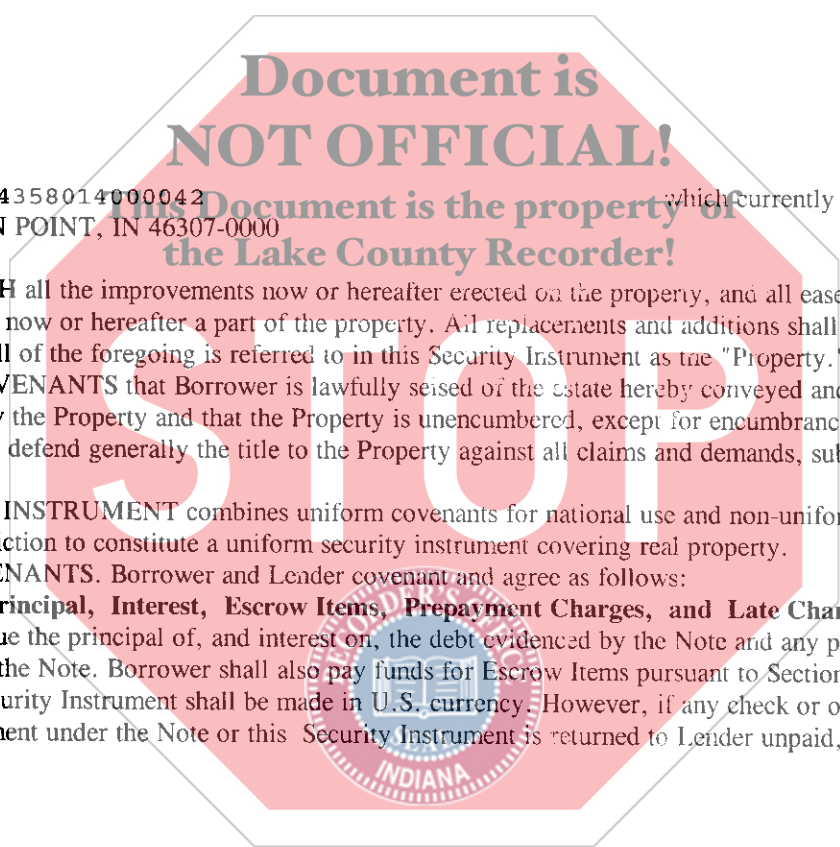 Document is
NOT OFFICIAL!
4358014000042 which currently
This Document is the property of
N POINT, IN 46307-0000
the Lake County Recorder!
H all the improvements now or hereafter erected on the property, and all ease
now or hereafter a part of the property. All replacements and additions shall
ll of the foregoing is referred to in this Security Instrument as the "Property.
VENANTS that Borrower is lawfully seised of the estate hereby conveyed and
y the Property and that the Property is unencumbered, except for encumbranc
defend generally the title to the Property against all claims and demands, sub
STOP
INSTRUMENT combines uniform covenants for national use and non-unifor
ction to constitute a uniform security instrument covering real property.
ENANTS. Borrower and Lender covenant and agree as follows:
rincipal, Interest, Escrow Items, Prepayment Charges, and Late Char
ue the principal of, and interest on, the debt evidenced by the Note and any p
the Note. Borrower shall also pay funds for Escrow Items pursuant to Section
urity Instrument shall be made in U.S. currency. However, if any check or o
nent under the Note or this Security Instrument is returned to Lender unpaid,
RECORDER'S
SEAL
INDIANA